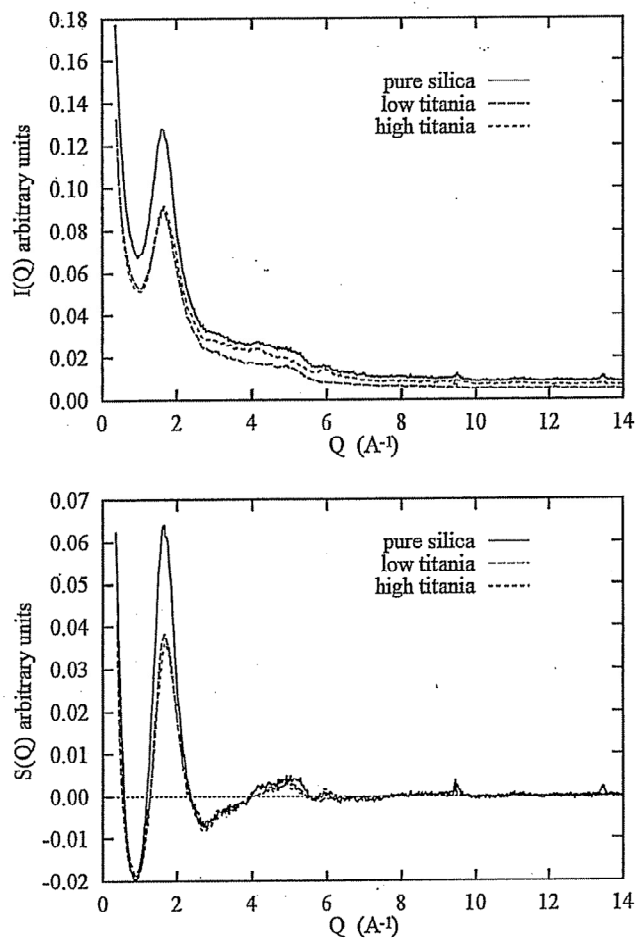 0.18
0.16
0.14
0.12
0.10
0.08
0.06
0.04
0.02
0.00
I(Q) arbitrary units
pure silica
low titania
high titania
0 2 4 6 8 10 12 14
Q (A-1)
0.07
0.06
0.05
0.04
0.03
0.02
0.01
0.00
-0.01
-0.02
S(Q) arbitrary units
pure silica
low titania
high titania
0 2 4 6 8 10 12 14
Q (A-1)